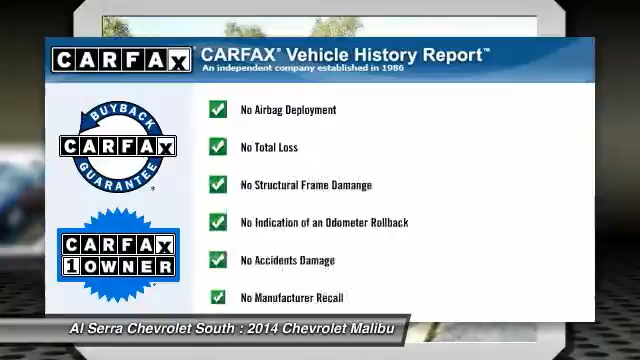 CARFAX® CARFAX® Vehicle History Report™
An independent company established in 1986
BUYBACK
CARFAX
GUARANTEE®
CARFAX
1 OWNER
No Airbag Deployment
No Total Loss
No Structural Frame Damange
No Indication of an Odometer Rollback
No Accidents Damage
No Manufacturer Recall
Al Serra Chevrolet South : 2014 Chevrolet Malibu